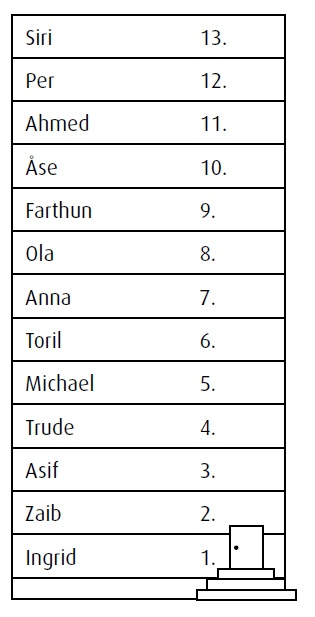 Siri 13.
Per 12.
Ahmed 11.
Åse 10.
Farthun 9.
Ola 8.
Anna 7.
Toril 6.
Michael 5.
Trude 4.
Asif 3.
Zaib 2.
Ingrid 1.